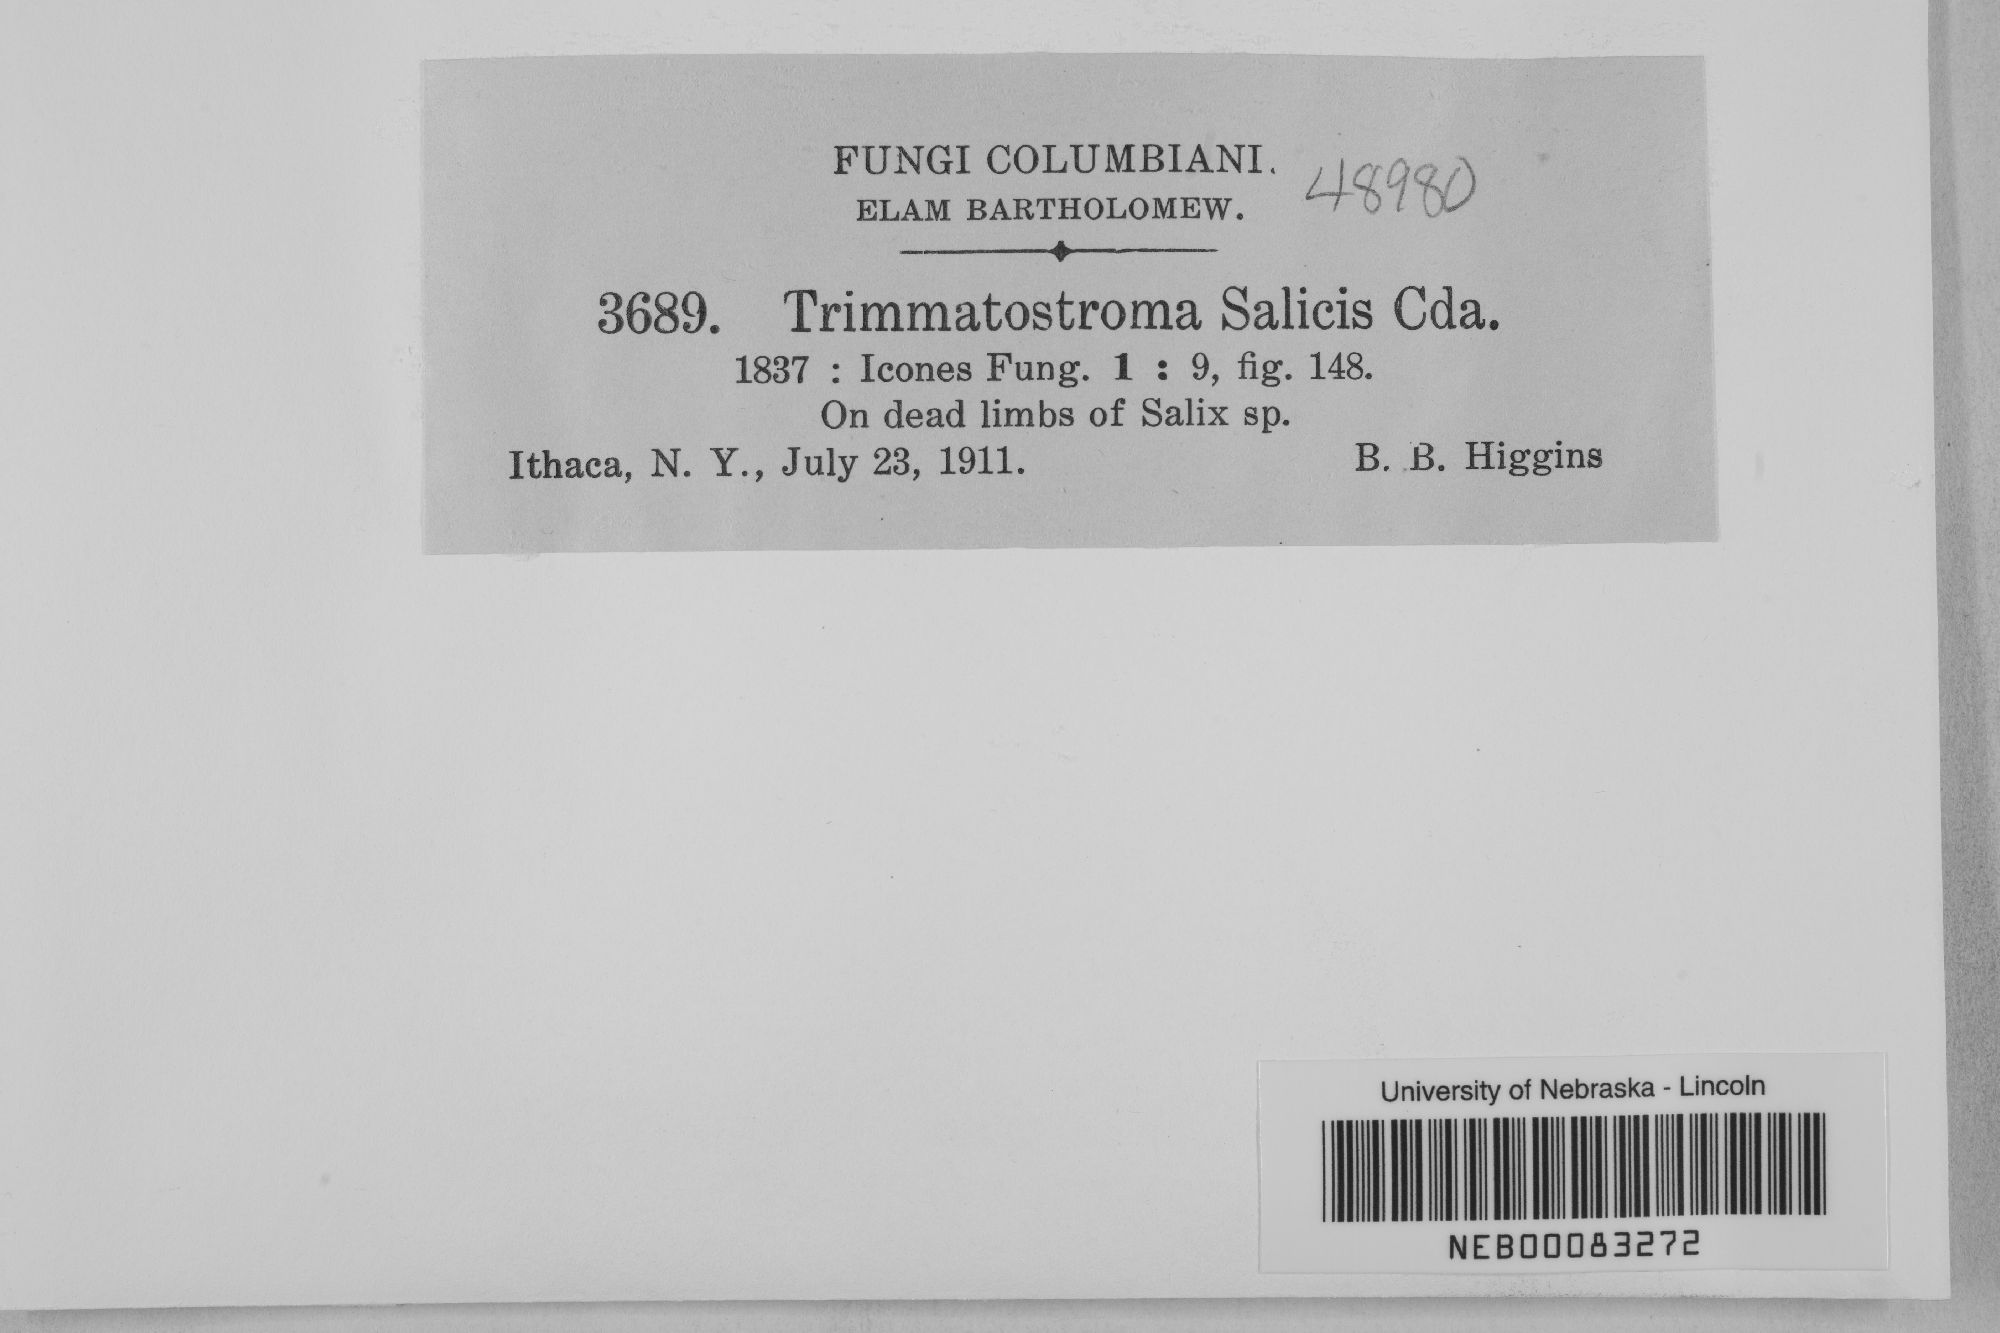 FUNGI COLUMBIANI.
48980
ELAM BARTHOLOMEW.
3689. Trimmatostroma Salicis Cda.
1837 : Icones Fung. 1 : 9, fig. 148.
On dead limbs of Salix sp.
Ithaca, N. Y., July 23, 1911. B. B. Higgins
University of Nebraska - Lincoln
NEB00083272